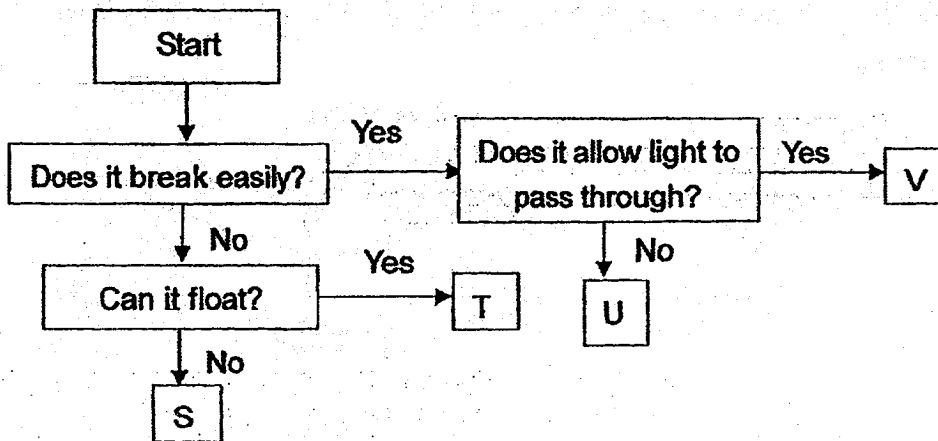 Start
Does it break easily?
Yes
Does it allow light to
pass through?
Yes
V
No
Can it float?
Yes
T
No
U
No
S